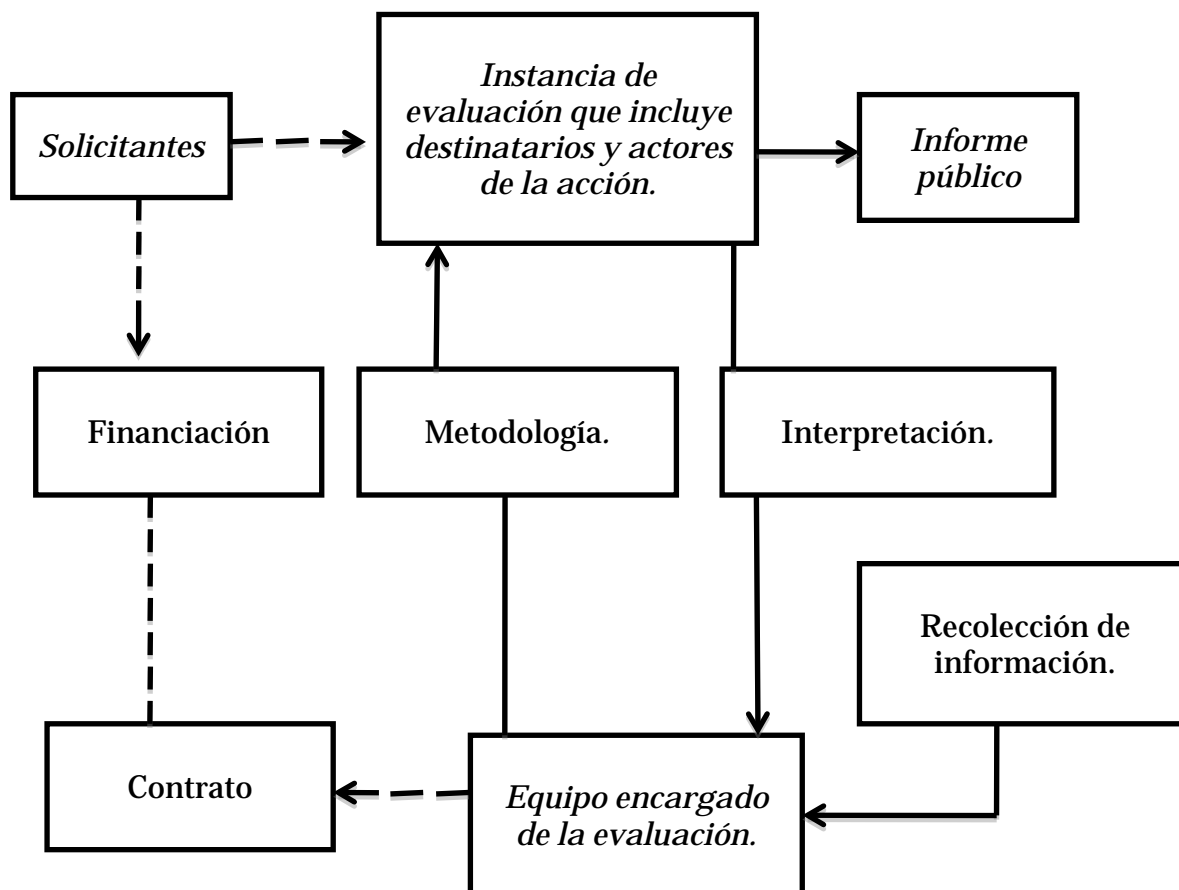 Instancia de
evaluación que incluye
destinatarios y actores
de la acción.
Solicitantes
Informe
público
Financiación
Metodología.
Interpretación.
Recolección de
información.
Contrato
Equipo encargado
de la evaluación.